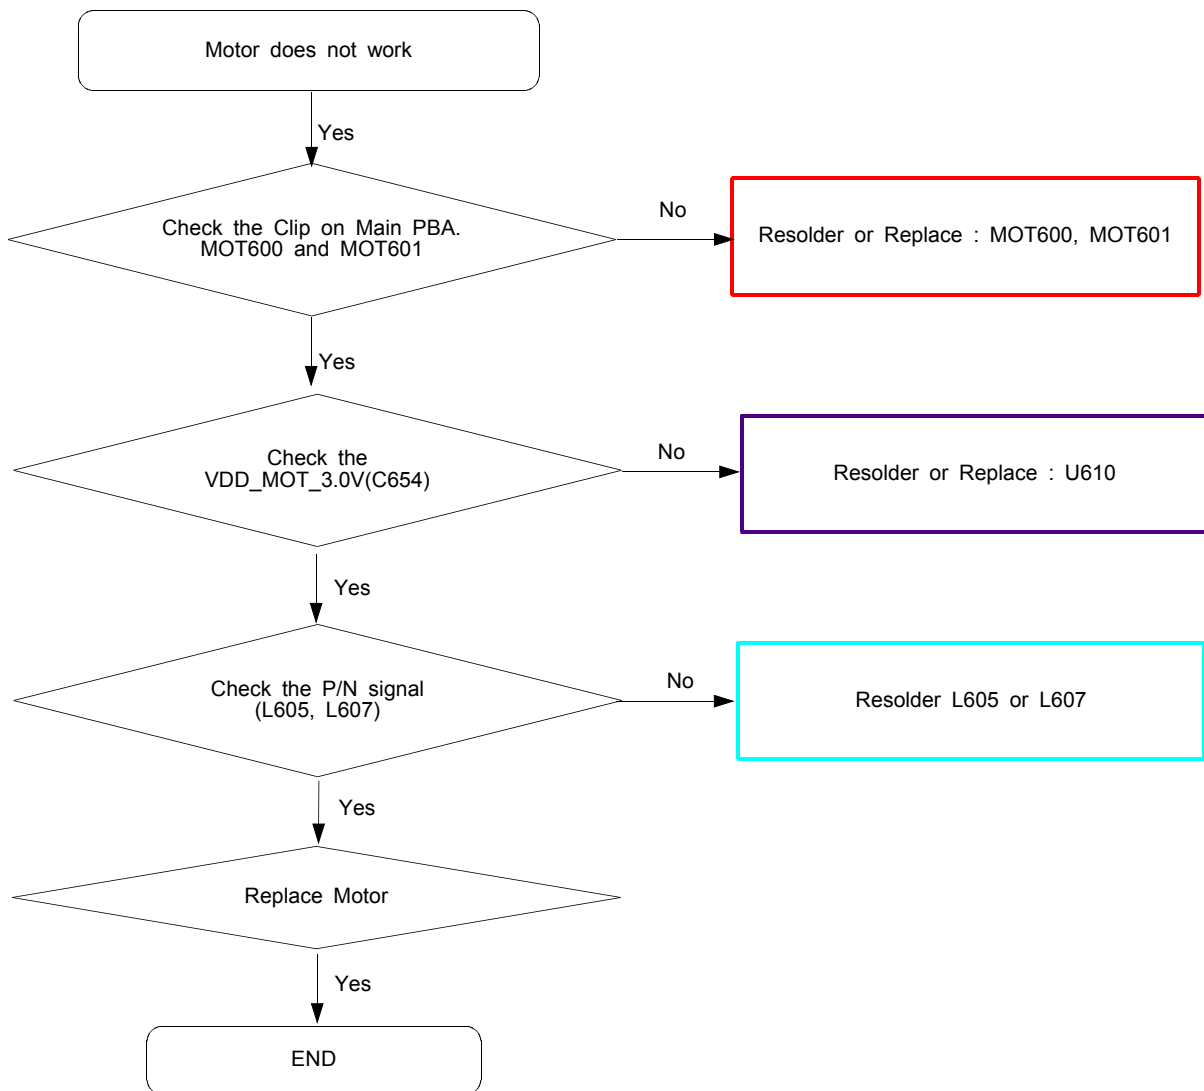 Motor does not work
Yes
Check the Clip on Main PBA.
MOT600 and MOT601
No
Resolder or Replace : MOT600, MOT601
Yes
Check the
VDD_MOT_3.0V(C654)
No
Resolder or Replace : U610
Yes
Check the P/N signal
(L605, L607)
No
Resolder L605 or L607
Yes
Replace Motor
Yes
END